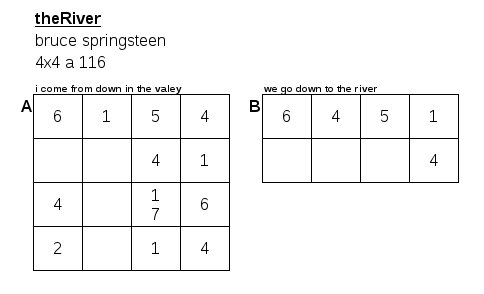 theRiver
bruce springsteen
4x4 a 116
i come from down in the valey
A
6 1 5 4
4 1
4 1 7 6
2 1 4
we go down to the river
B
6 4 5 1
4